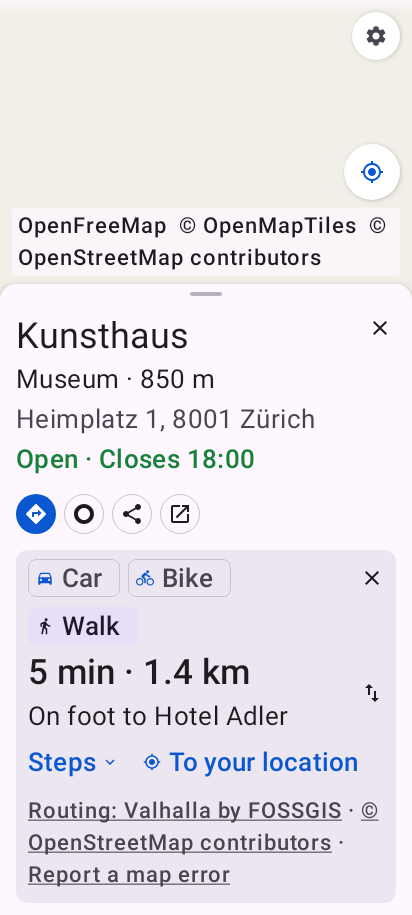 OpenFreeMap © OpenMapTiles ©
OpenStreetMap contributors
Kunsthaus
Museum · 850 m
Heimplatz 1, 8001 Zürich
Open · Closes 18:00
Car Bike
Walk
5 min · 1.4 km
On foot to Hotel Adler
Steps To your location
Routing: Valhalla by FOSSGIS · ©
OpenStreetMap contributors ·
Report a map error